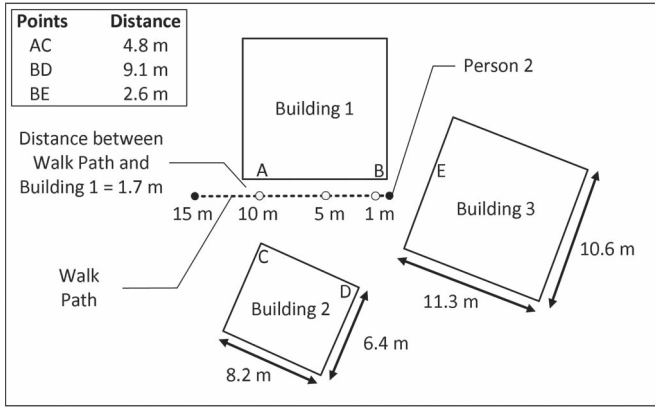 Points Distance
AC 4.8 m
BD 9.1 m
BE 2.6 m
Person 2
Building 1
Distance between
Walk Path and
Building 1 = 1.7 m
A B
E
Building 3
15 m 10 m 5 m 1 m
10.6 m
C
Walk
Path
D
Building 2
11.3 m
6.4 m
8.2 m